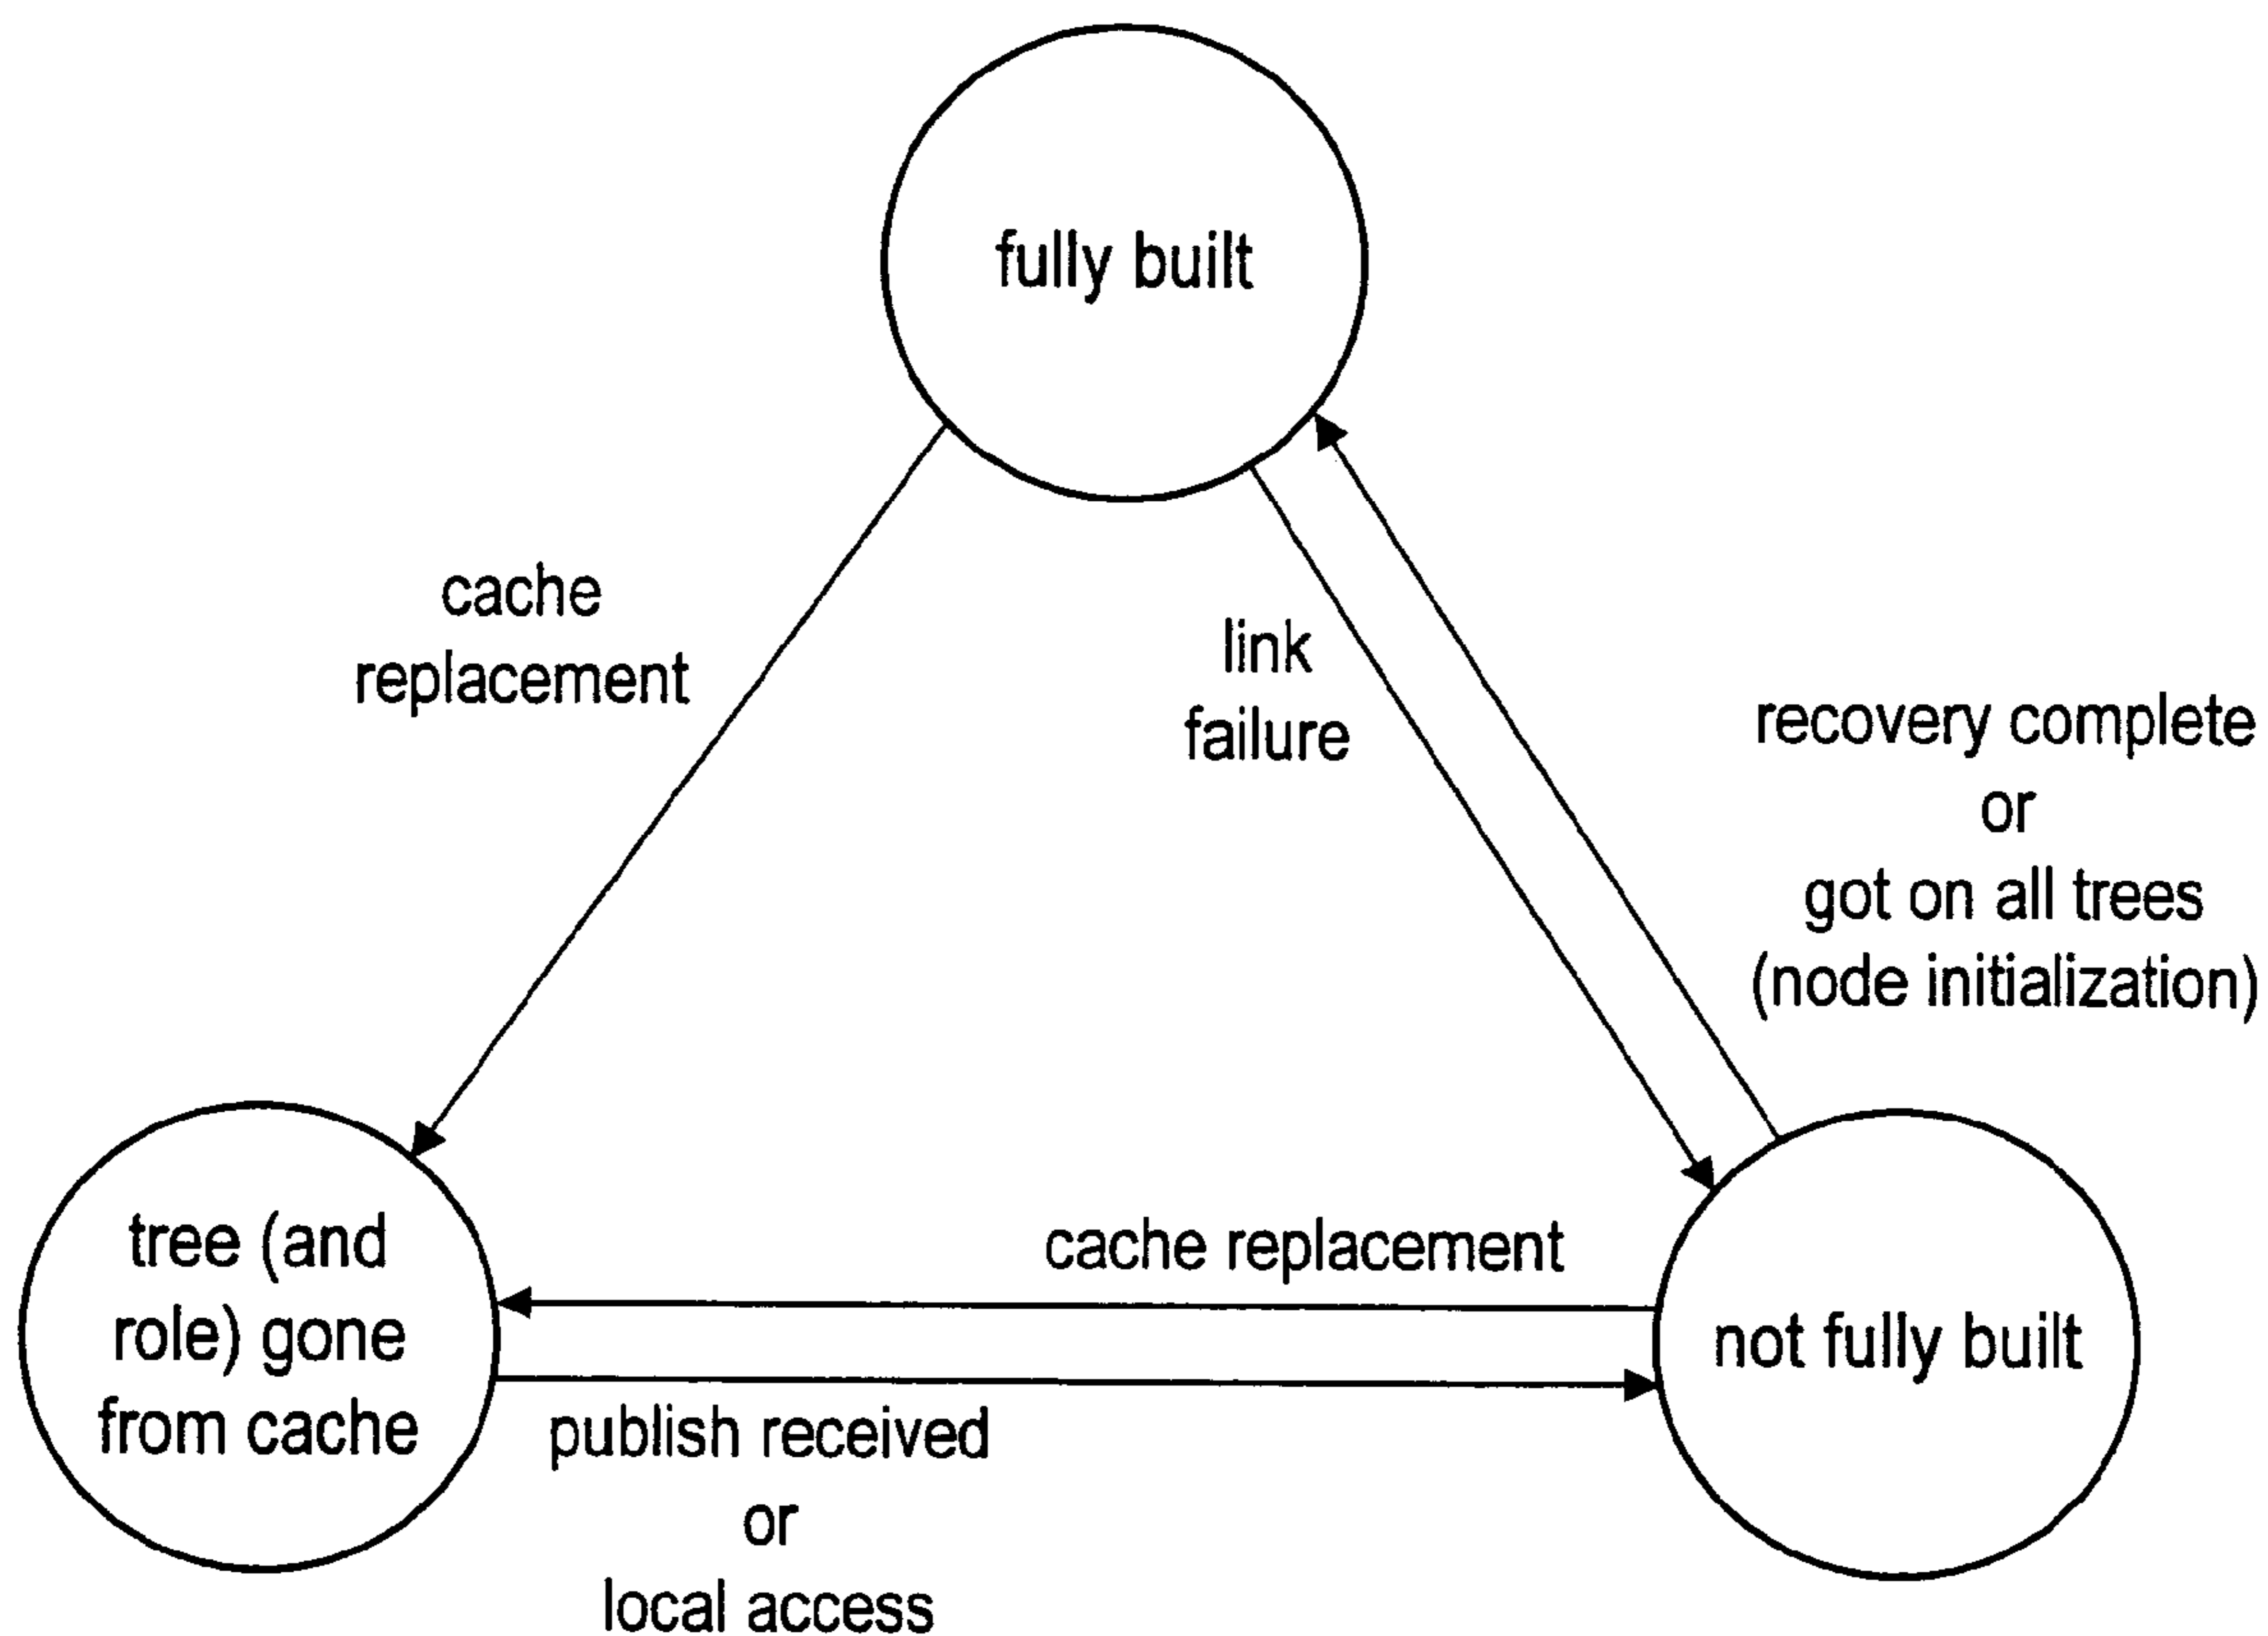 fully built
cache
replacement
link
failure
recovery complete
or
got on all trees
(node initialization)
tree (and
role) gone
from cache
cache replacement
not fully built
publish received
or
local access